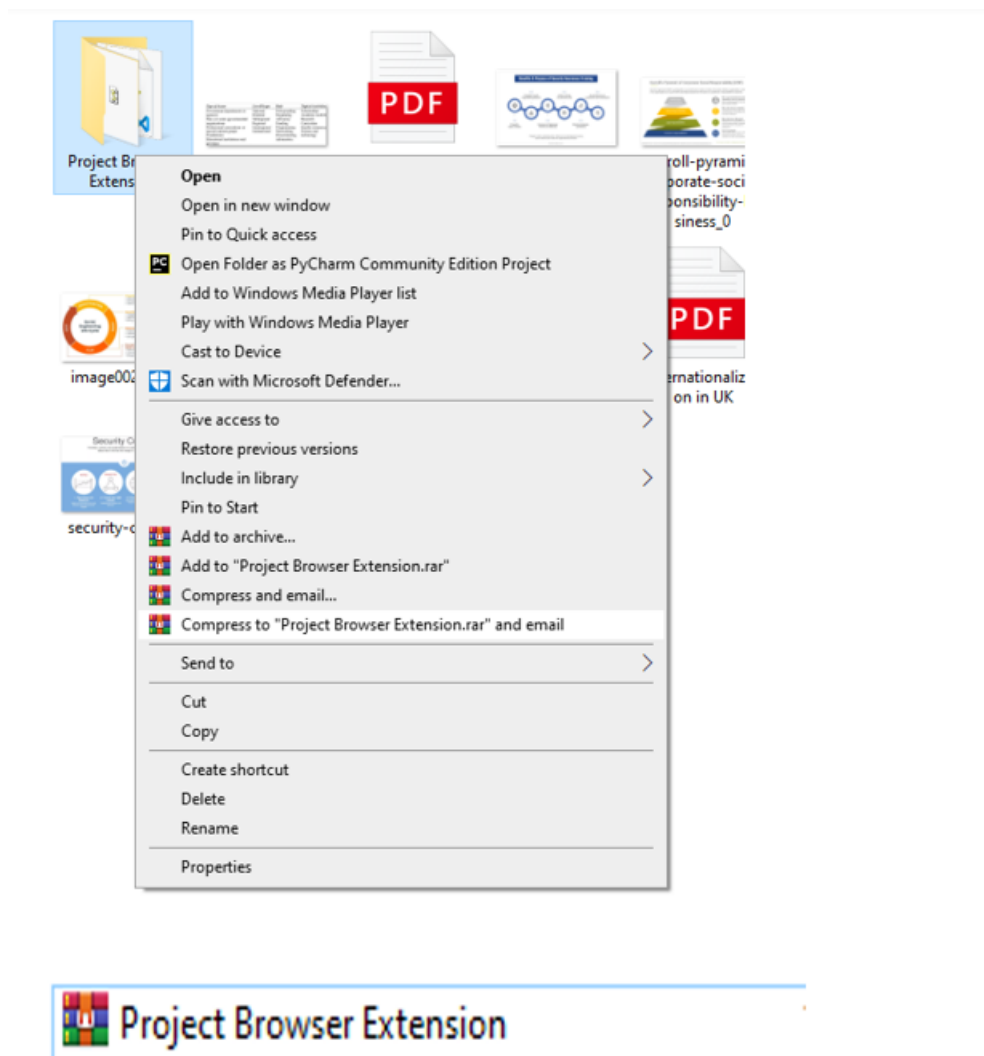 PDF
Project Br
Extens
roll-pyrami
porate-soci
ponsibility-
siness_0
Open
Open in new window
Pin to Quick access
PC Open Folder as PyCharm Community Edition Project
Add to Windows Media Player list
Play with Windows Media Player
Cast to Device
Scan with Microsoft Defender...
Give access to
Restore previous versions
Include in library
Pin to Start
Add to archive...
Add to "Project Browser Extension.rar"
Compress and email...
Compress to "Project Browser Extension.rar" and email
Send to
Cut
Copy
Create shortcut
Delete
Rename
Properties
PDF
image002
ernationaliz
on in UK
Security C
security-c
Project Browser Extension